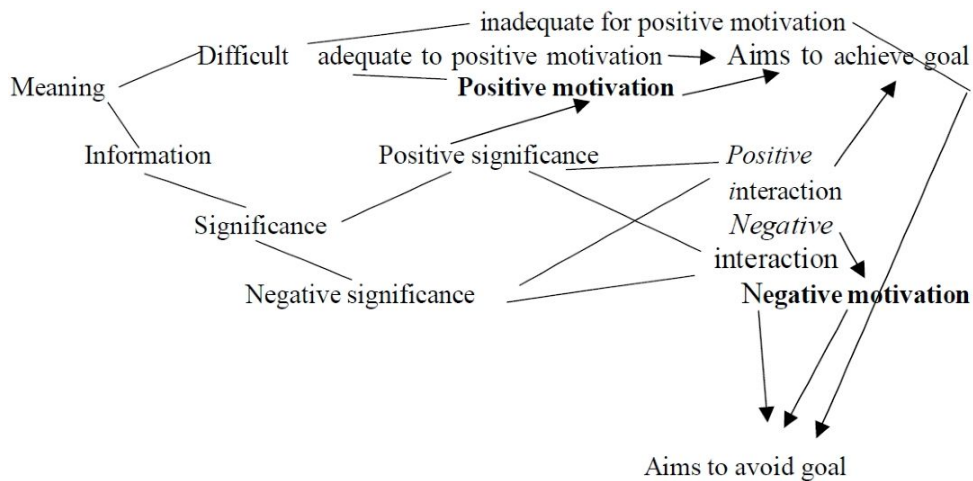 inadequate for positive motivation
Difficult adequate to positive motivation Aims to achieve goal
Meaning Positive motivation
Information Positive significance Positive
interaction
Significance Negative
interaction
Negative significance Negative motivation
Aims to avoid goal